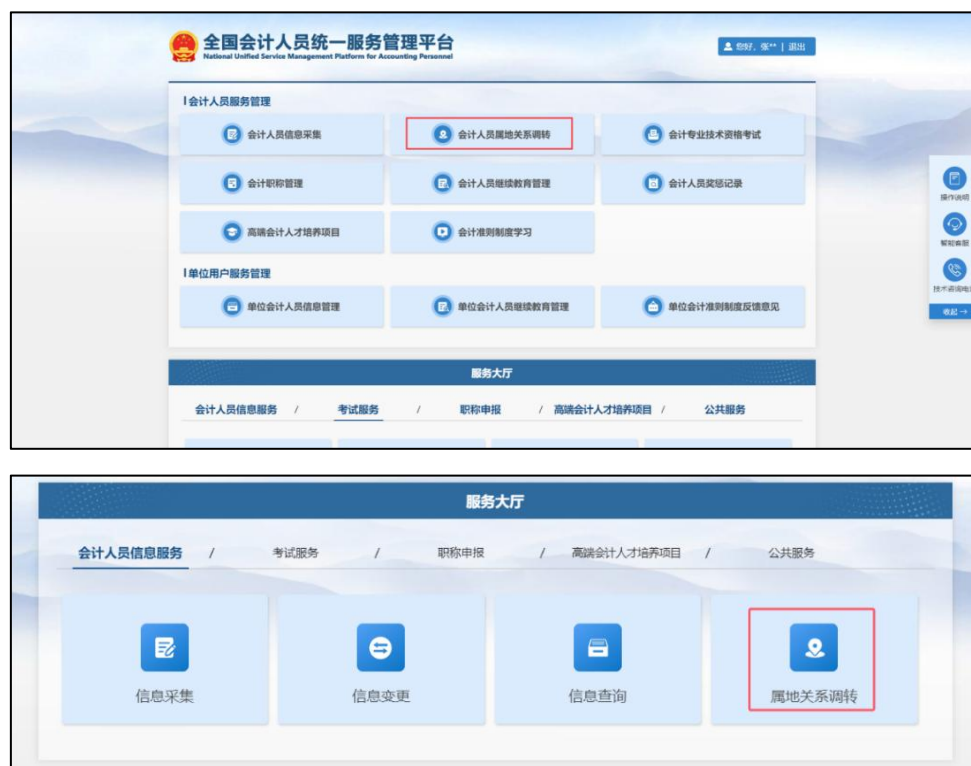 全国会计人员统一服务管理平台
National Unified Service Management Platform for Accounting Personnel
您好，张** | 退出
会计人员服务管理
会计人员信息采集
会计人员属地关系调转
会计专业技术资格考试
会计职称管理
会计人员继续教育管理
会计人员奖惩记录
高端会计人才培养项目
会计准则制度学习
单位用户服务管理
单位会计人员信息管理
单位会计人员继续教育管理
单位会计准则制度反馈意见
操作说明
智能客服
技术咨询电
收起→
服务大厅
会计人员信息服务 / 考试服务 / 职称申报 / 高端会计人才培养项目 / 公共服务
服务大厅
会计人员信息服务 / 考试服务 / 职称申报 / 高端会计人才培养项目 / 公共服务
信息采集
信息变更
信息查询
属地关系调转